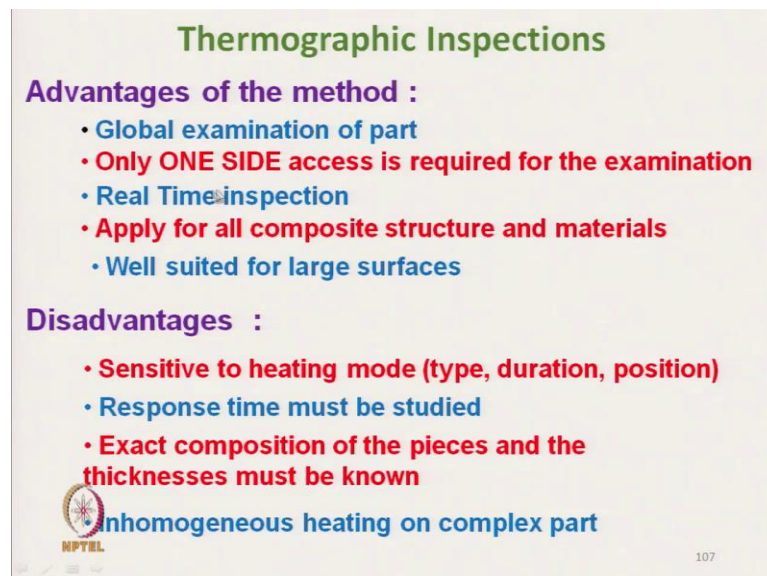 Thermographic Inspections
Advantages of the method :
• Global examination of part
• Only ONE SIDE access is required for the examination
• Real Time inspection
• Apply for all composite structure and materials
• Well suited for large surfaces
Disadvantages :
• Sensitive to heating mode (type, duration, position)
• Response time must be studied
• Exact composition of the pieces and the
thicknesses must be known
• Inhomogeneous heating on complex part
NPTEL
107